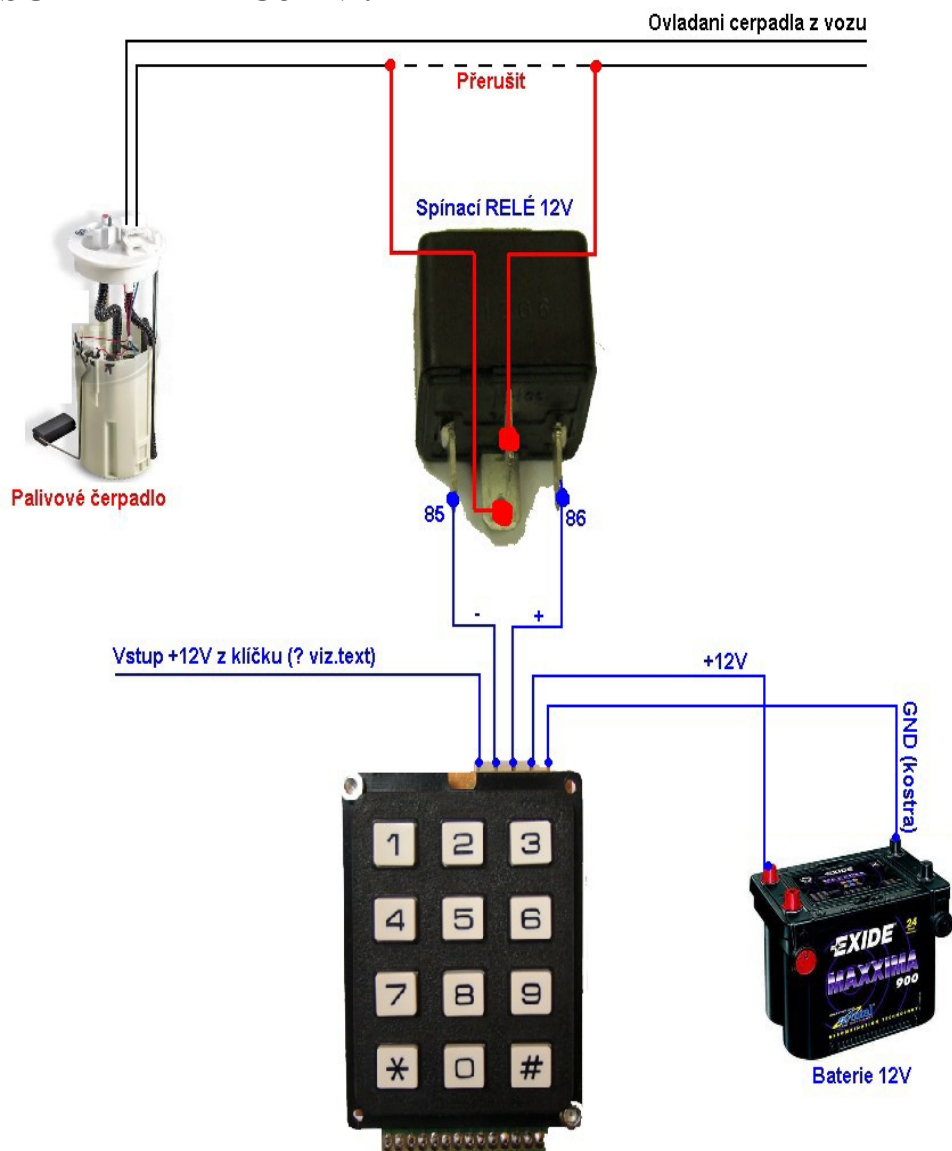 Ovladani cerpadla z vozu
Přerušit
Spínací RELÉ 12V
Palivové čerpadlo
85
86
-
+
Vstup +12V z klíčku (? viz.text)
+12V
GND (kostra)
1 2 3
4 5 6
7 8 9
* 0 #
EXIDE
24
MAXXIMA
900
Baterie 12V